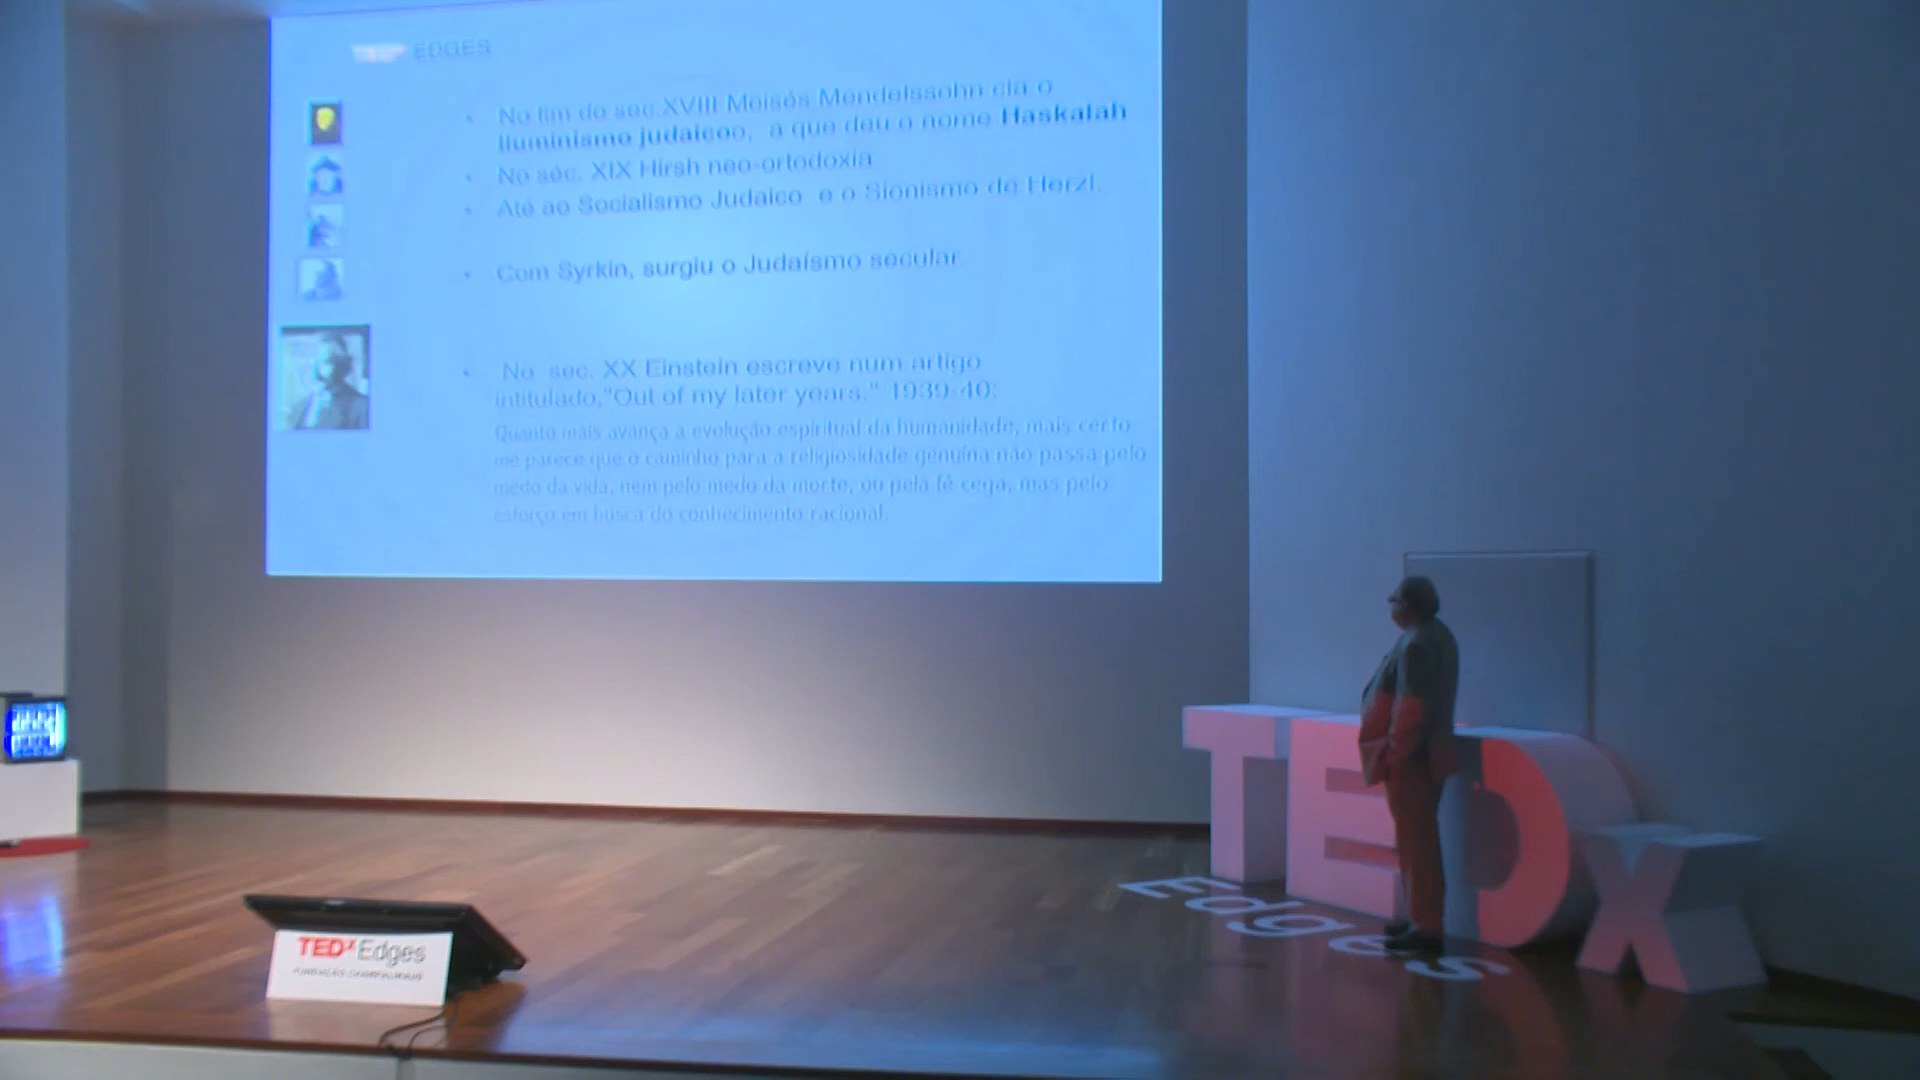 TEDx EDGES
• No fim do sec.XVIII Moisés Mendelssohn cia o
Iluminismo judaicoo, a que deu o nome Haskalah
• No séc. XIX Hirsh neo-ortodoxia
• Até ao Socialismo Judaico e o Sionismo de Herzl.
• Com Syrkin, surgiu o Judaísmo secular
• No sec. XX Einstein escreve num artigo
intitulado,"Out of my later years." 1939-40:
Quanto mais avança a evolução espiritual da humanidade, mais certo
me parece que o caminho para a religiosidade genuína não passa pelo
medo da vida, nem pelo medo da morte, ou pela fé cega, mas pelo
esforço em busca do conhecimento racional.
TEDx
Edges
TEDx Edges
FUNDAÇÃO CHAMPALIMAUD